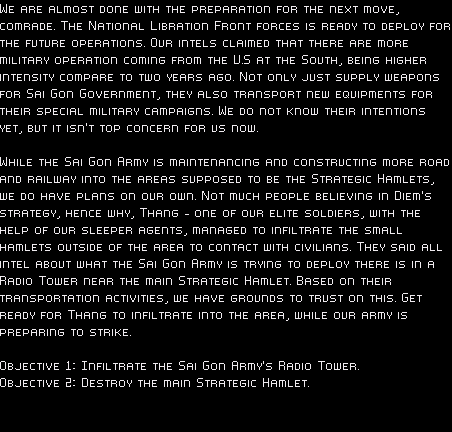 We are almost done with the preparation for the next move,
comrade. The National Libration Front forces is ready to deploy for
the future operations. Our intels claimed that there are more
military operation coming from the U.S at the South, being higher
intensity compare to two years ago. Not only just supply weapons
for Sai Gon Government, they also transport new equipments for
their special military campaigns. We do not know their intentions
yet, but it isn't top concern for us now.

While the Sai Gon Army is maintenancing and constructing more road
and railway into the areas supposed to be the Strategic Hamlets,
we do have plans on our own. Not much people believing in Diem's
strategy, hence why, Thang - one of our elite soldiers, with the
help of our sleeper agents, managed to infiltrate the small
hamlets outside of the area to contact with civilians. They said all
intel about what the Sai Gon Army is trying to deploy there is in a
Radio Tower near the main Strategic Hamlet. Based on their
transportation activities, we have grounds to trust on this. Get
ready for Thang to infiltrate into the area, while our army is
preparing to strike.

Objective 1: Infiltrate the Sai Gon Army's Radio Tower.
Objective 2: Destroy the main Strategic Hamlet.